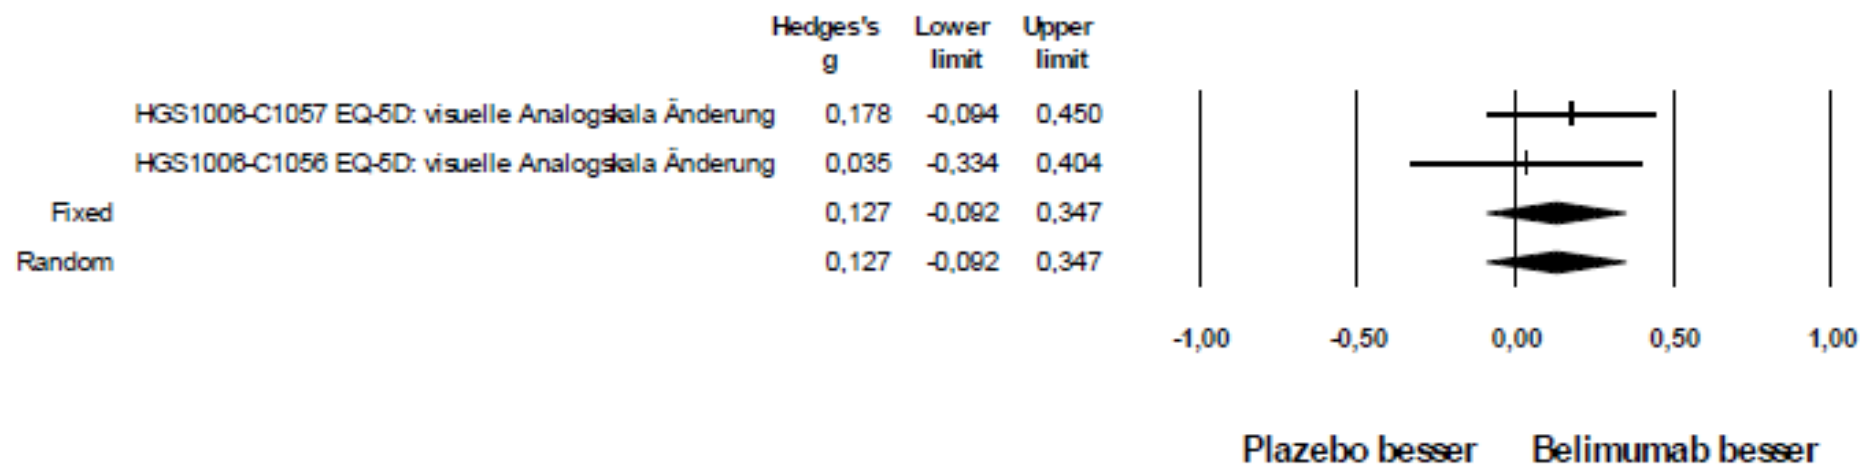 Hedges's Lower Upper
g limit limit
HGS1006-C1057 EQ-5D: visuelle Analogskala Änderung 0,178 -0,094 0,450
HGS1006-C1056 EQ-5D: visuelle Analogskala Änderung 0,035 -0,334 0,404
Fixed 0,127 -0,092 0,347
Random 0,127 -0,092 0,347
-1,00 -0,50 0,00 0,50 1,00
Plazebo besser Belimumab besser